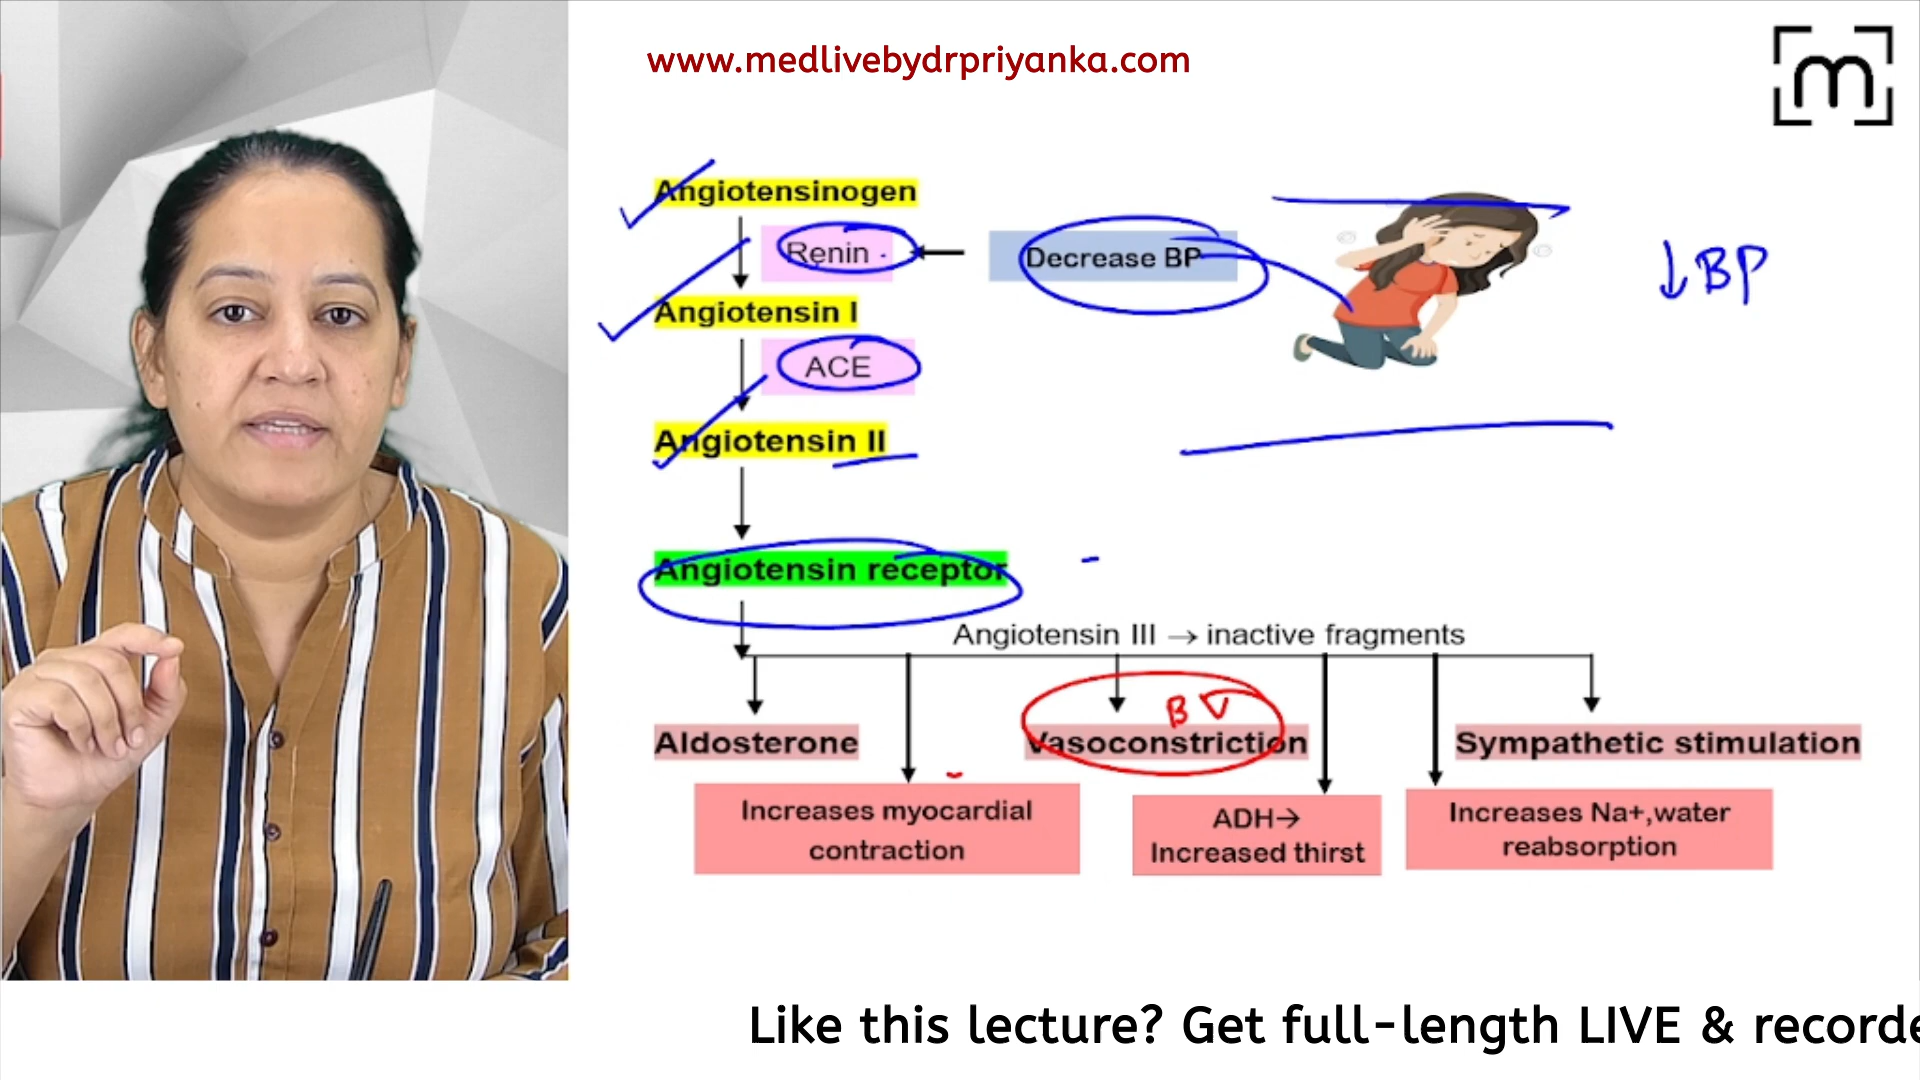 www.medlivebydrpriyanka.com
m
Angiotensinogen
Renin
Decrease BP
↓BP
Angiotensin I
ACE
Angiotensin II
Angiotensin receptor
Angiotensin III → inactive fragments
BV
Aldosterone
Vasoconstriction
Sympathetic stimulation
Increases myocardial
contraction
ADH→
Increased thirst
Increases Na+,water
reabsorption
Like this lecture? Get full-length LIVE & recorde